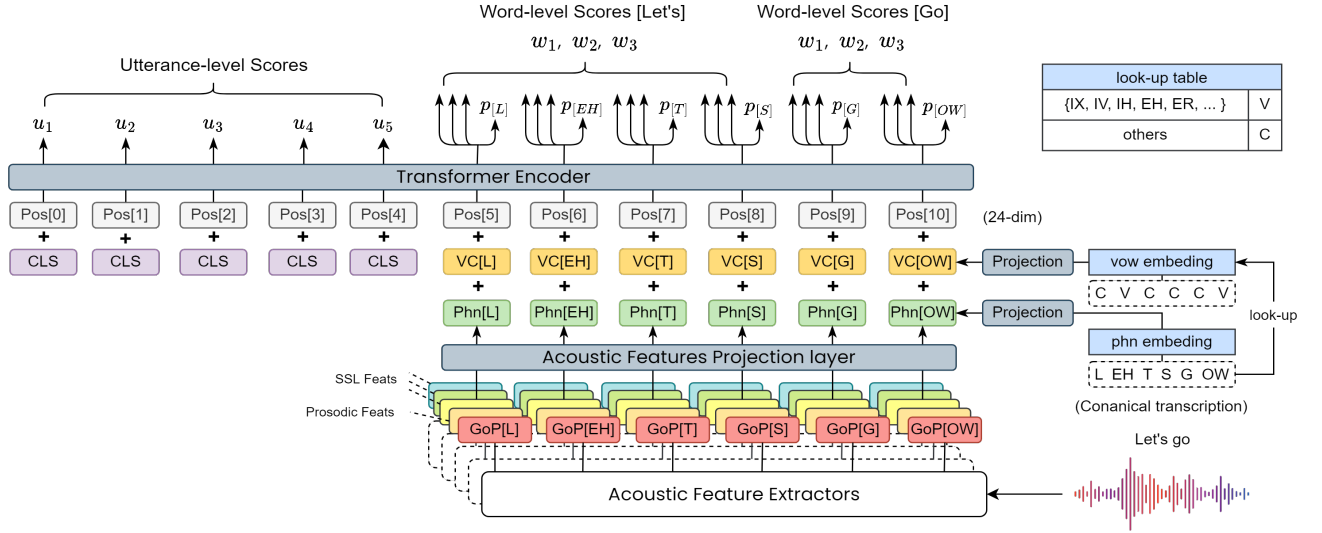 Word-level Scores [Let's] Word-level Scores [Go]
w1, w2, w3 w1, w2, w3
Utterance-level Scores
look-up table
{IX, IV, IH, EH, ER, ... } V
others C
u1 u2 u3 u4 u5 p[L] p[EH] p[T] p[S] p[G] p[OW]
Transformer Encoder
Pos[0] Pos[1] Pos[2] Pos[3] Pos[4] Pos[5] Pos[6] Pos[7] Pos[8] Pos[9] Pos[10] (24-dim)
+ + + + + + + + + + +
CLS CLS CLS CLS CLS VC[L] VC[EH] VC[T] VC[S] VC[G] VC[OW] Projection vow embeding
+ + + + + +
C V C C C V
Phn[L] Phn[EH] Phn[T] Phn[S] Phn[G] Phn[OW] Projection look-up
phn embeding
Acoustic Features Projection layer
L EH T S G OW
SSL Feats
(Conanical transcription)
Prosodic Feats
GoP[L] GoP[EH] GoP[T] GoP[S] GoP[G] GoP[OW]
Let's go
Acoustic Feature Extractors